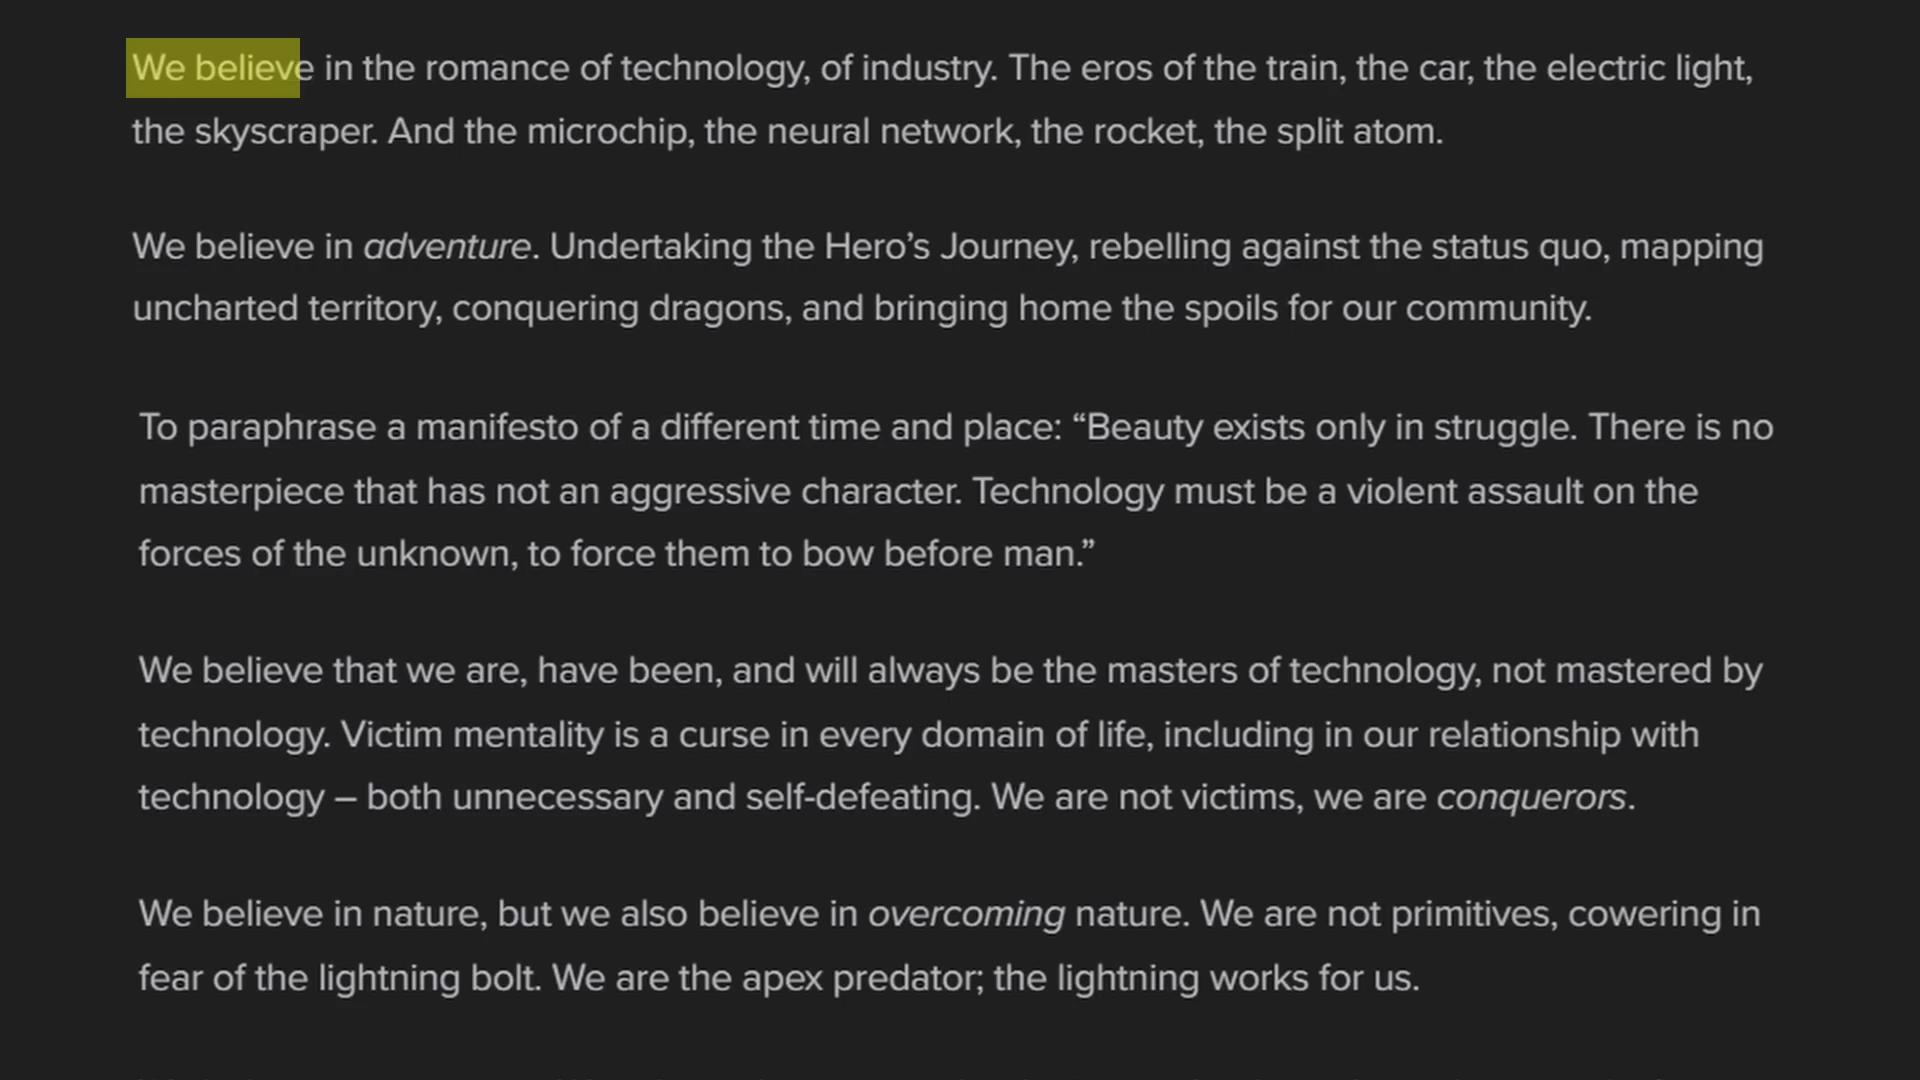 We believe in the romance of technology, of industry. The eros of the train, the car, the electric light,
the skyscraper. And the microchip, the neural network, the rocket, the split atom.
We believe in adventure. Undertaking the Hero’s Journey, rebelling against the status quo, mapping
uncharted territory, conquering dragons, and bringing home the spoils for our community.
To paraphrase a manifesto of a different time and place: “Beauty exists only in struggle. There is no
masterpiece that has not an aggressive character. Technology must be a violent assault on the
forces of the unknown, to force them to bow before man.”
We believe that we are, have been, and will always be the masters of technology, not mastered by
technology. Victim mentality is a curse in every domain of life, including in our relationship with
technology – both unnecessary and self-defeating. We are not victims, we are conquerors.
We believe in nature, but we also believe in overcoming nature. We are not primitives, cowering in
fear of the lightning bolt. We are the apex predator; the lightning works for us.